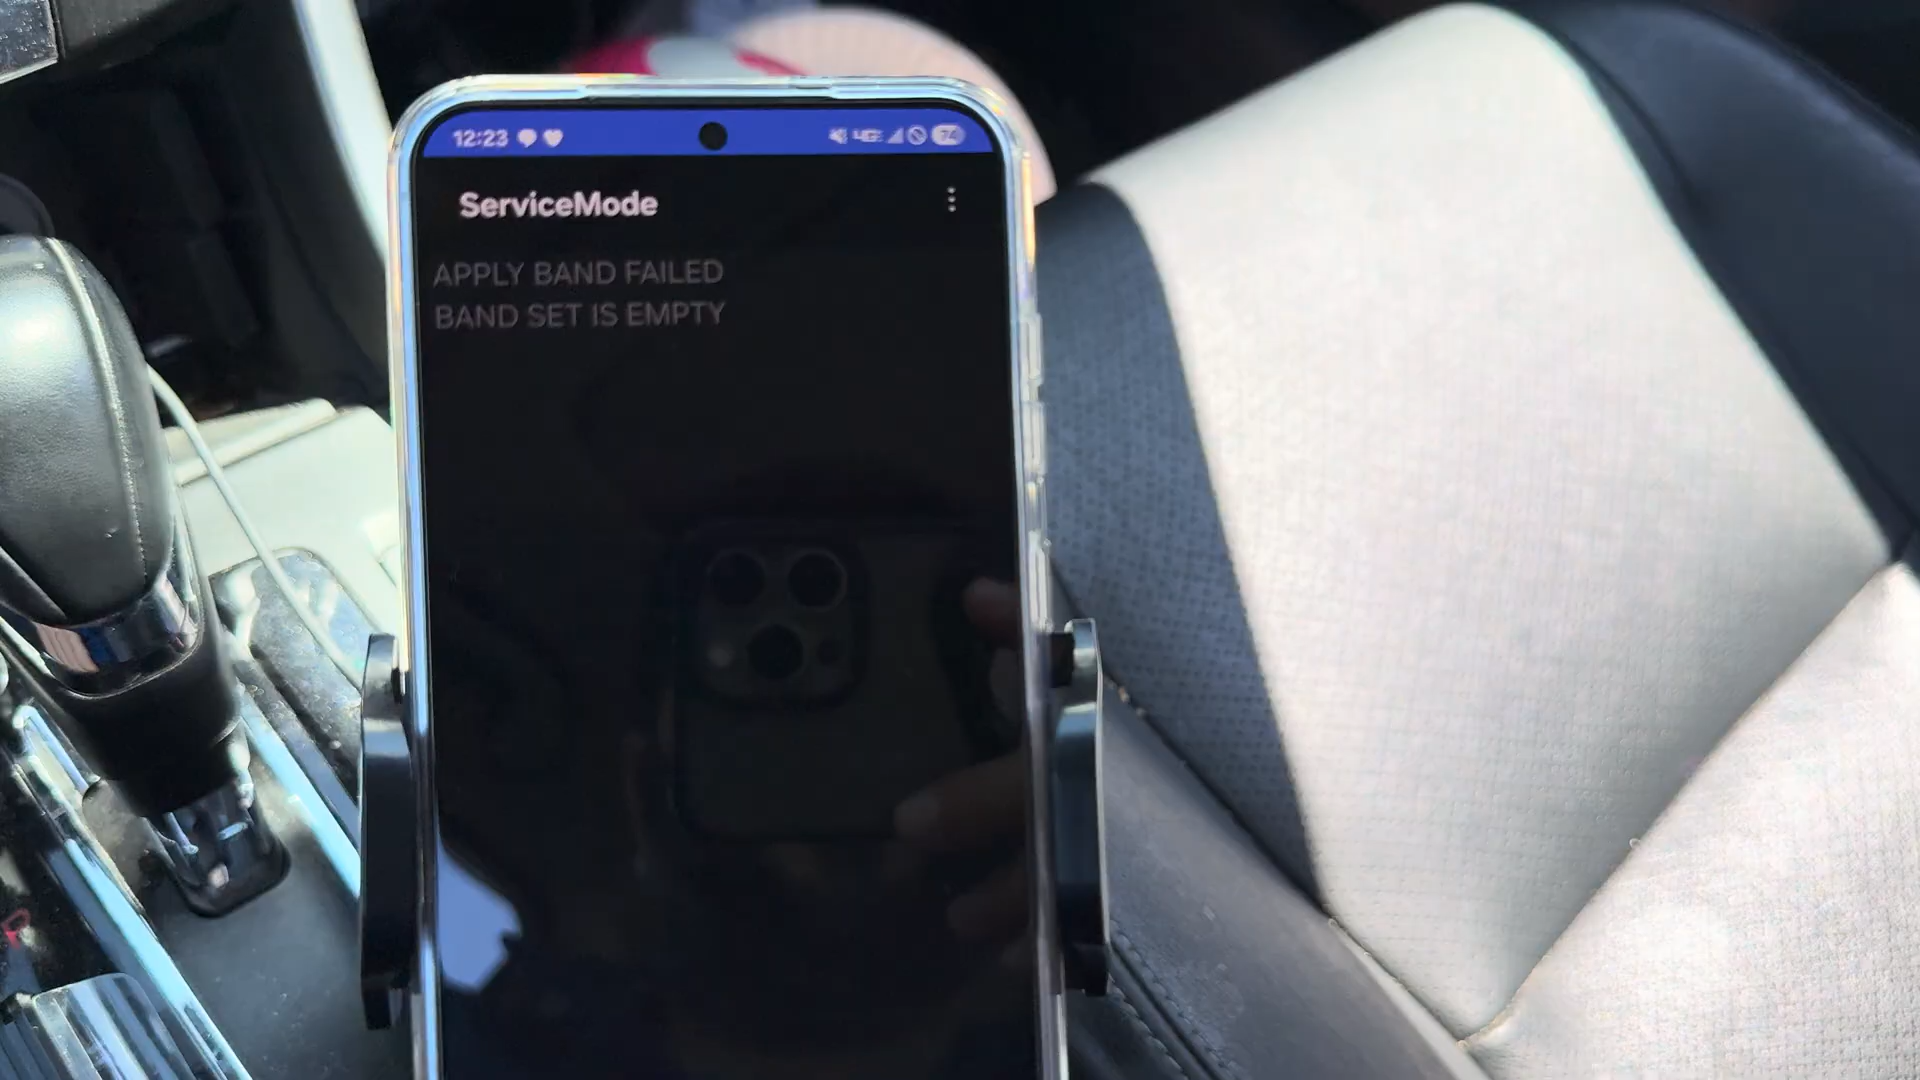 12:23
ServiceMode
APPLY BAND FAILED
BAND SET IS EMPTY